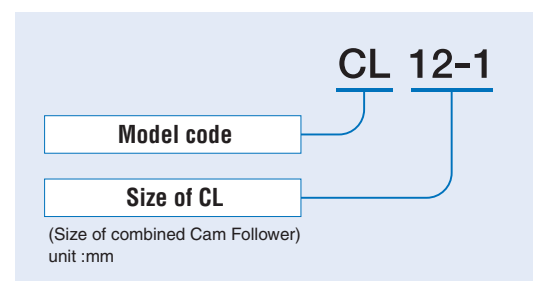 CL 12-1
Model code
Size of CL
(Size of combined Cam Follower)
unit :mm